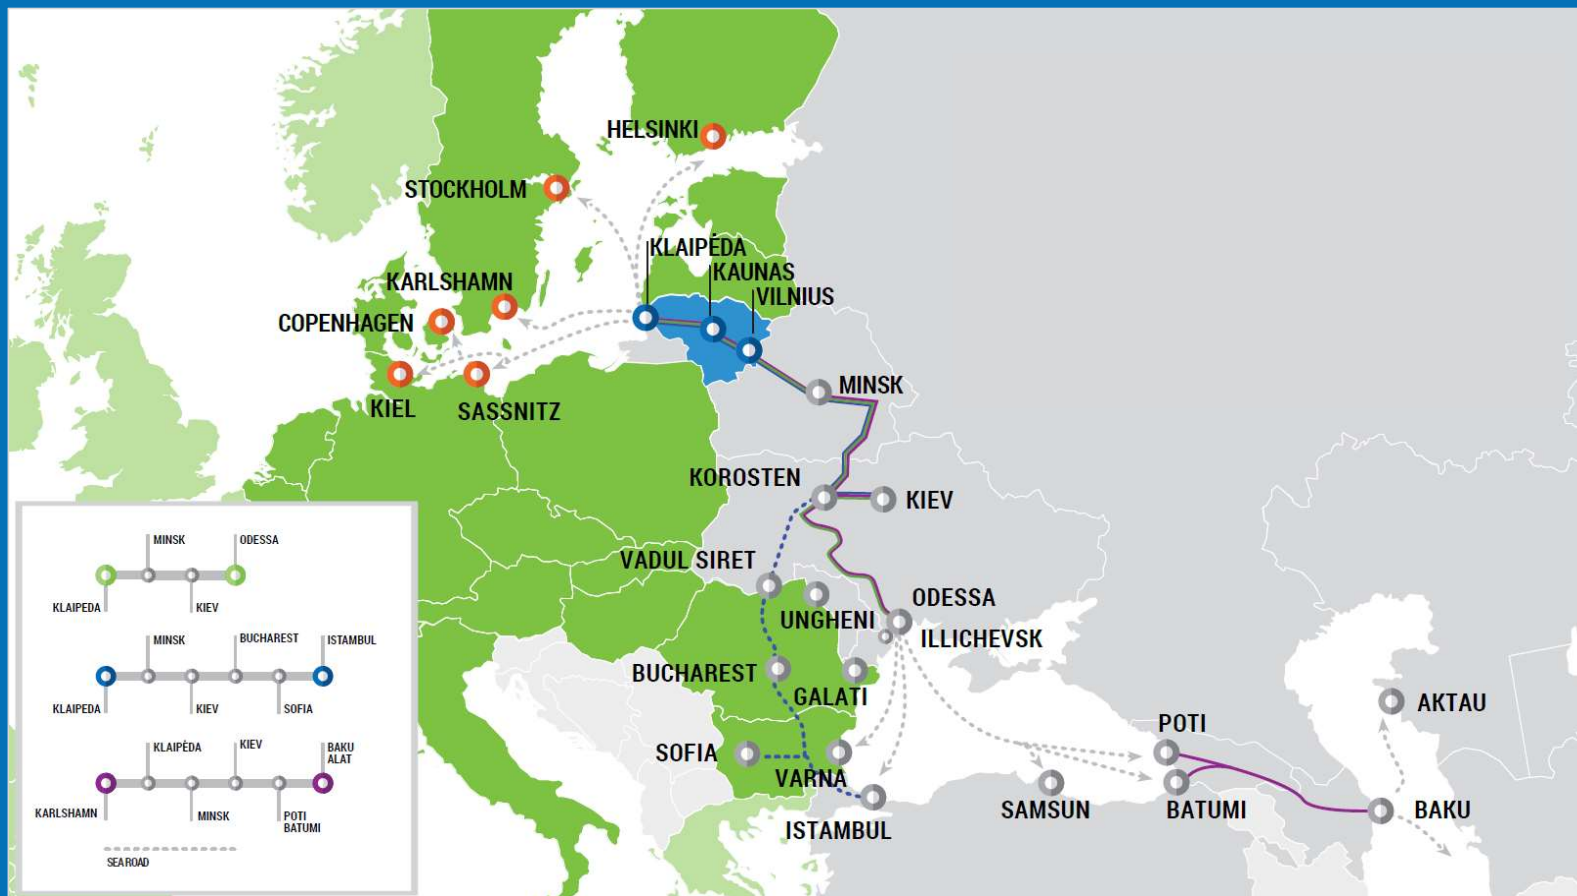 HELSINKI
STOCKHOLM
KLAIPĖDA
KAUNAS
KARLSHAMN
VILNIUS
COPENHAGEN
MINSK
KIEL
SASSNITZ
KOROSTEN
KIEV
VADUL SIRET
ODESSA
UNGHENI
ILLICHEVSK
BUCHAREST
GALATI
AKTAU
POTI
SOFIA
VARNA
SAMSUN
BATUMI
BAKU
ISTAMBUL
MINSK
ODESSA
KLAIPEDA
KIEV
MINSK
BUCHAREST
ISTAMBUL
KLAIPEDA
KIEV
SOFIA
KLAIPĖDA
KIEV
BAKU
ALAT
KARLSHAMN
MINSK
POTI
BATUMI
SEAROAD